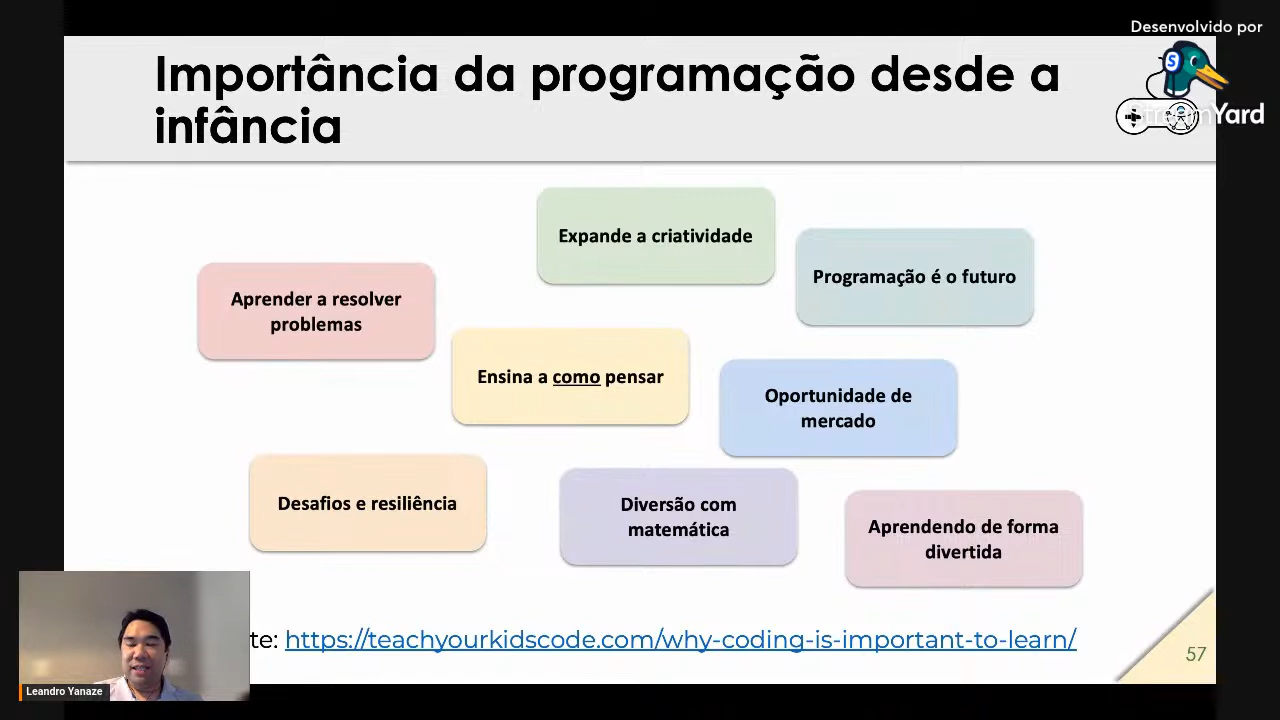 Desenvolvido por
StreamYard
Importância da programação desde a
infância
Expande a criatividade
Programação é o futuro
Aprender a resolver
problemas
Ensina a como pensar
Oportunidade de
mercado
Desafios e resiliência
Diversão com
matemática
Aprendendo de forma
divertida
te: https://teachyourkidscode.com/why-coding-is-important-to-learn/
57
Leandro Yanaze